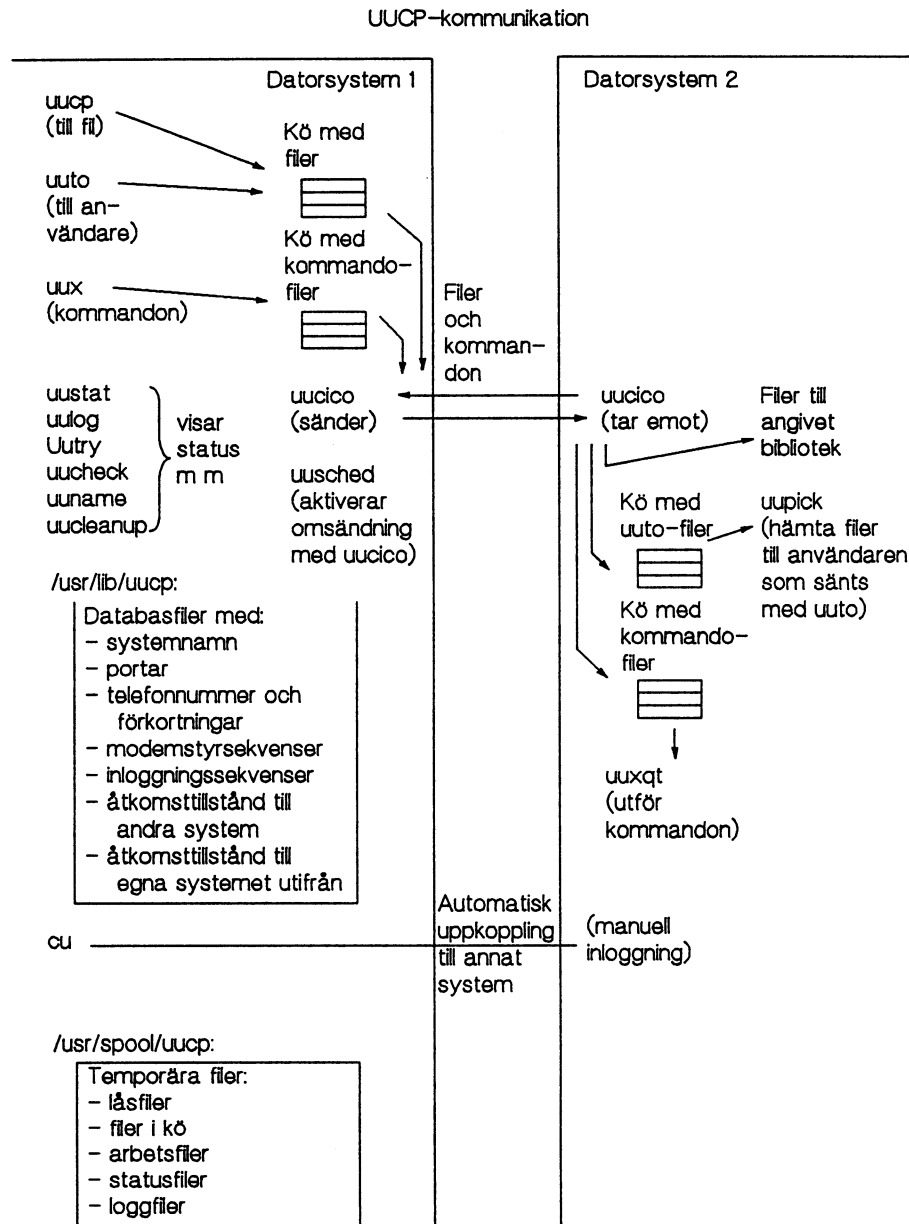 UUCP-kommunikation
Datorsystem 1
uucp
(till fil)
Kö med
filer
uuto
(till an-
vändare)
Kö med
kommando-
filer
uux
(kommandon)
Filer
och
komman-
don
uustat
uulog
Uutry
uucheck
uuname
uucleanup
visar
status
m m
uucico
(sänder)
uusched
(aktiverar
omsändning
med uucico)
/usr/lib/uucp:
Databasfiler med:
- systemnamn
- portar
- telefonnummer och
förkortningar
- modemstyrsekvenser
- inloggningssekvenser
- åtkomsttillstånd till
andra system
- åtkomsttillstånd till
egna systemet utifrån
Datorsystem 2
uucico
(tar emot)
Filer till
angivet
bibliotek
Kö med
uuto-filer
uupick
(hämta filer
till användaren
som sänts
med uuto)
Kö med
kommando-
filer
uuxqt
(utför
kommandon)
cu
Automatisk
uppkoppling
till annat
system
(manuell
inloggning)
/usr/spool/uucp:
Temporära filer:
- låsfiler
- filer i kö
- arbetsfiler
- statusfiler
- loggfiler